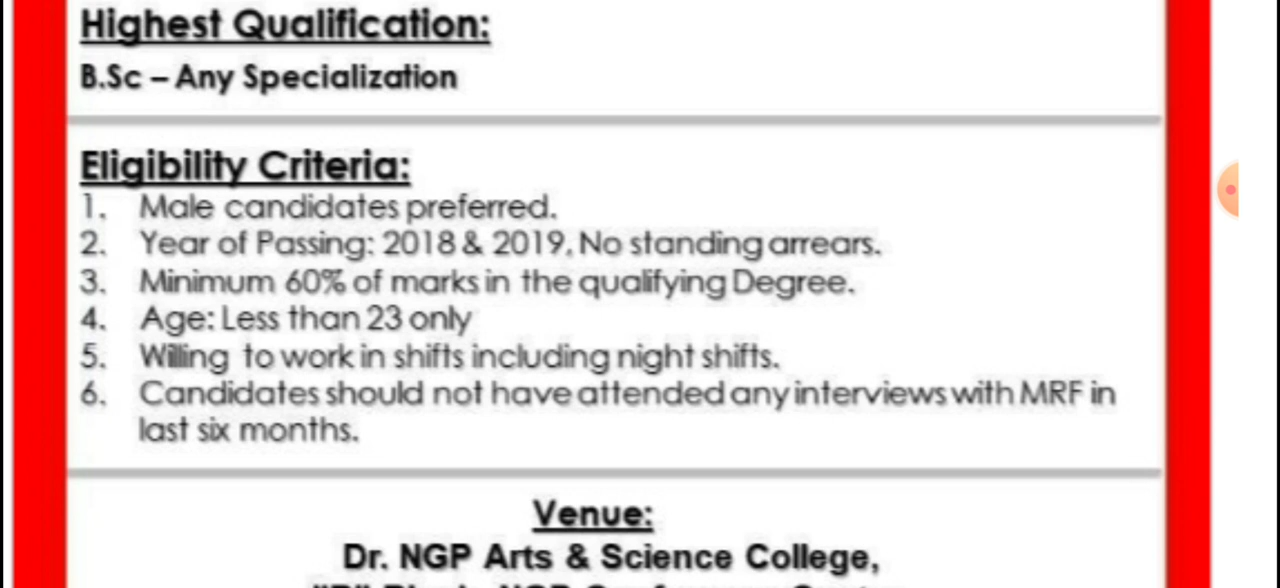 Highest Qualification:
B.Sc – Any Specialization
Eligibility Criteria:
1. Male candidates preferred.
2. Year of Passing: 2018 & 2019. No standing arrears.
3. Minimum 60% of marks in the qualifying Degree.
4. Age: Less than 23 only
5. Willing to work in shifts including night shifts.
6. Candidates should not have attended any interviews with MRF in
last six months.
Venue:
Dr. NGP Arts & Science College,